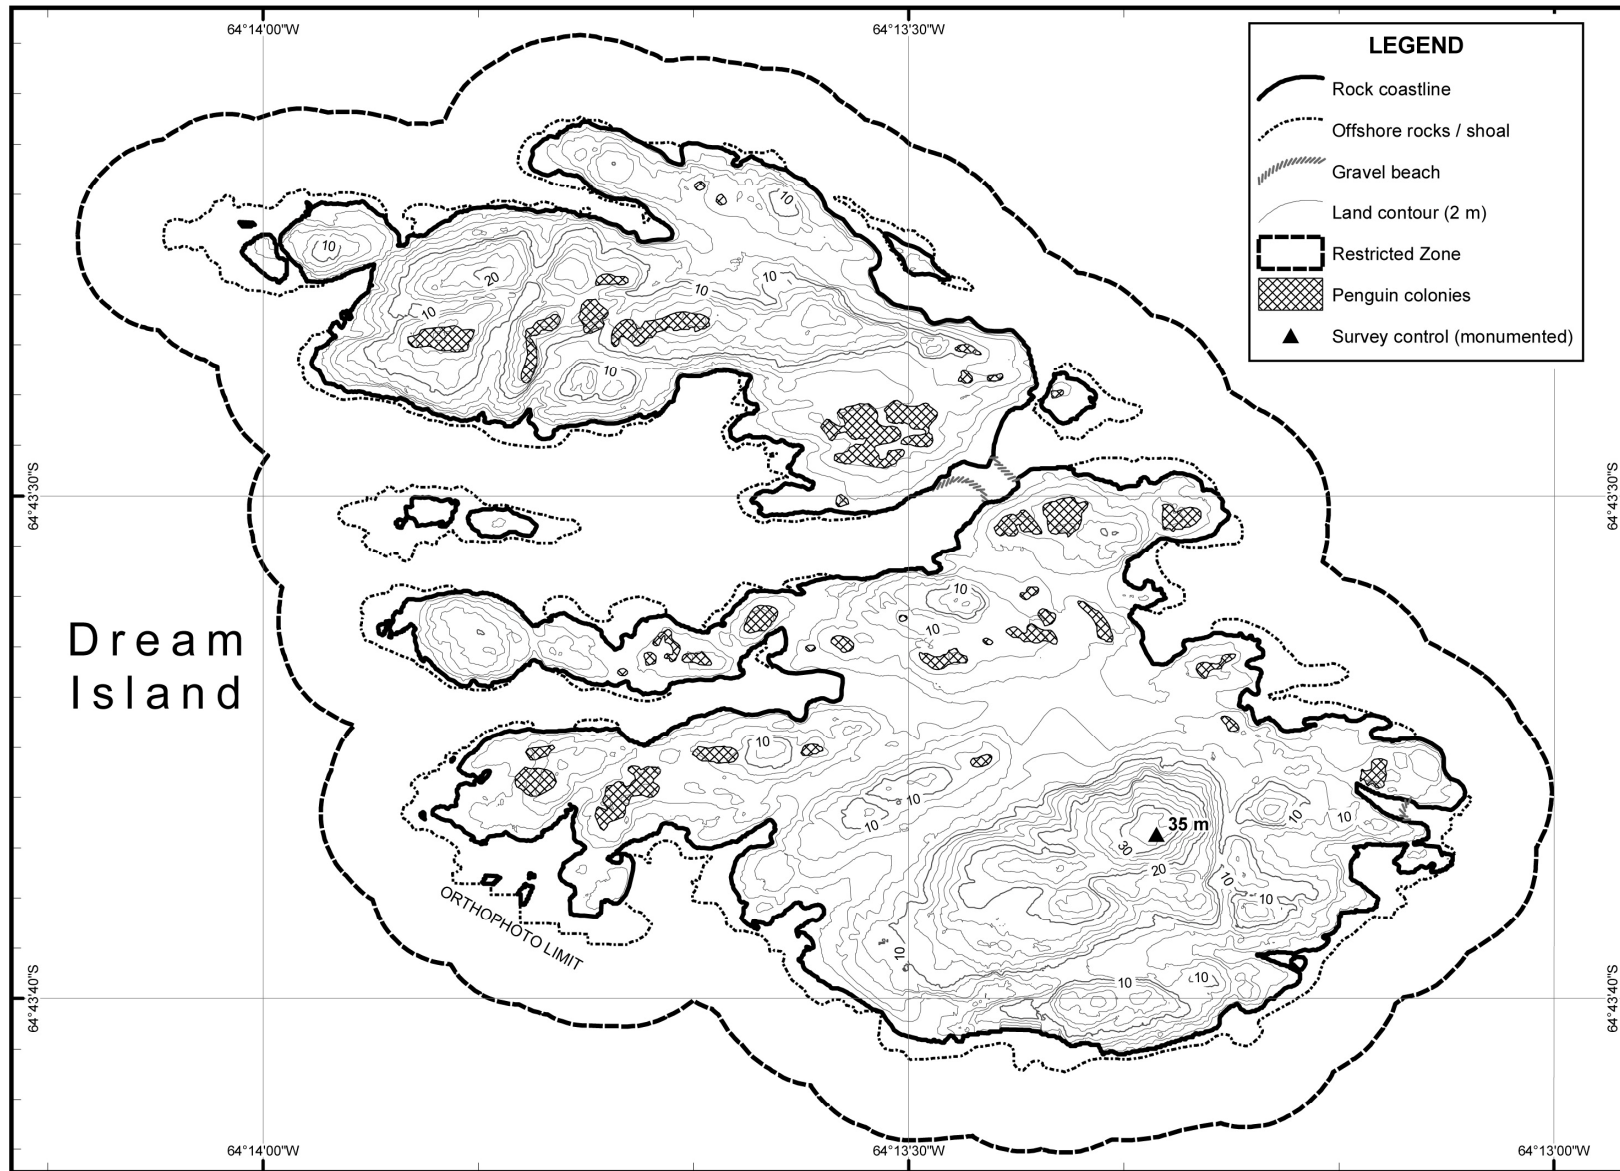 64°14'00"W
64°13'30"W
LEGEND
Rock coastline
Offshore rocks / shoal
Gravel beach
Land contour (2 m)
Restricted Zone
Penguin colonies
Survey control (monumented)
10
10
20
10
10
10
10
64°43'30"S
64°43'30"S
10
10
Dream
Island
10
10
10
35 m
10
10
30
20
10
10
ORTHOPHOTO LIMIT
10
10
10
64°43'40"S
64°43'40"S
64°14'00"W
64°13'30"W
64°13'00"W